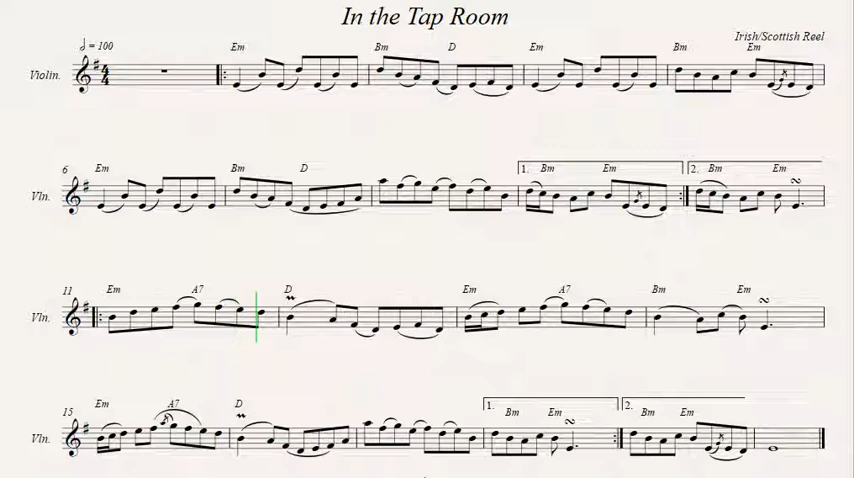 In the Tap Room
Irish/Scottish Reel
= 100
Em Bm D Em Bm Em
Violin.
6 Em Bm D 1. Bm Em 2. Bm Em
Vln.
11 Em A7 D Em A7 Bm Em
Vln.
15 Em A7 D 1. Bm Em 2. Bm Em
Vln.